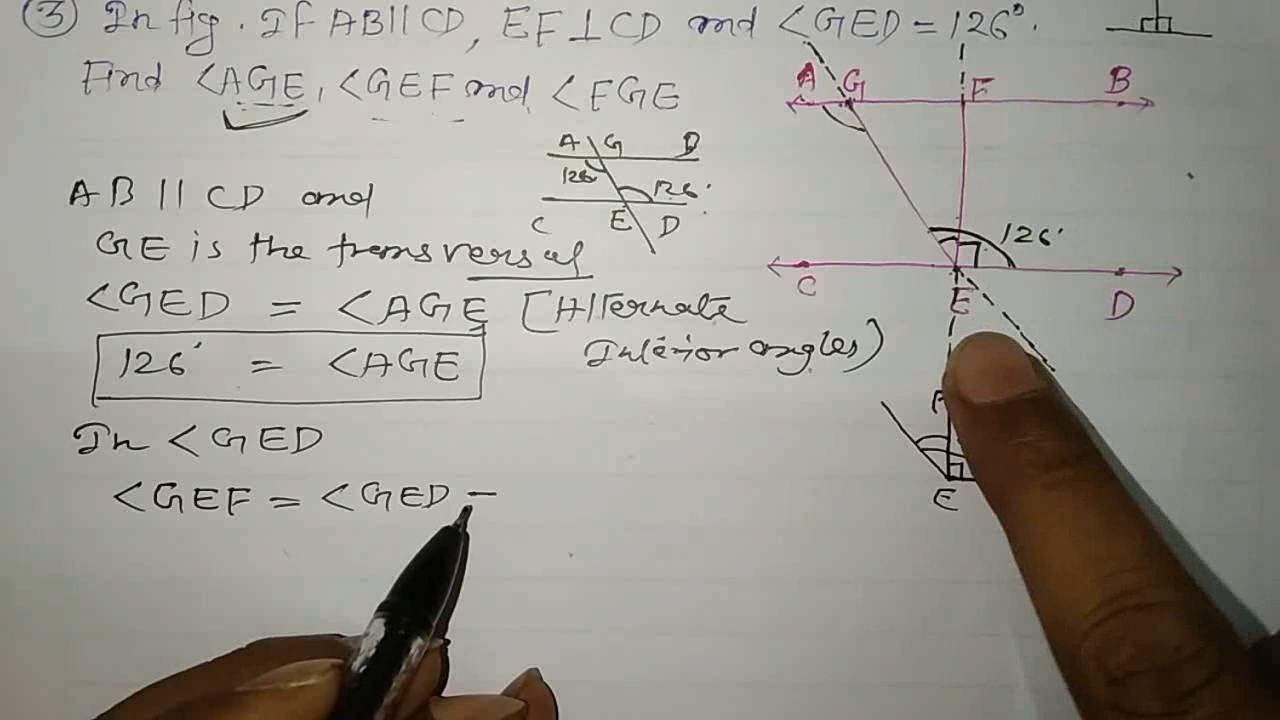 ③ In fig. If AB || CD, EF ⊥ CD and <GED = 126°.
Find <AGE, <GEF and <FGE
A G F B
126°
C E D
A G B
126°
126°
C E D
AB || CD and
GE is the transversal
<GED = <AGE [Alternate
Interior angles)
126° = <AGE
In <GED
<GEF = <GED -
E